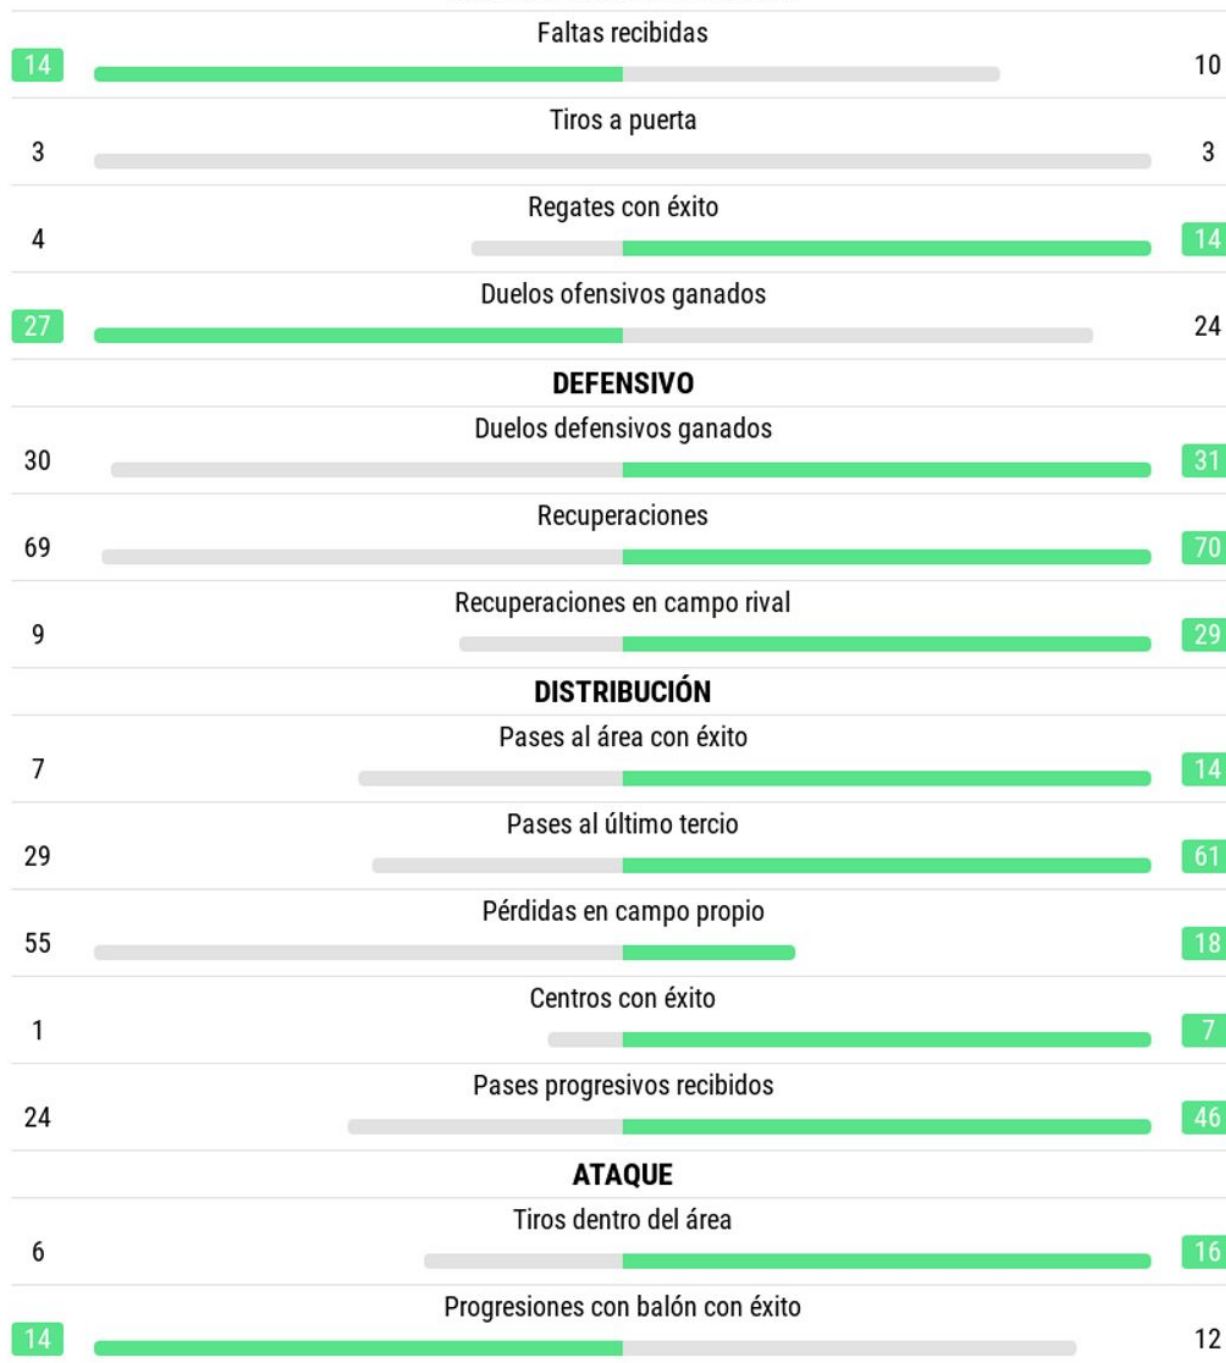 Faltas recibidas
14 10
Tiros a puerta
3 3
Regates con éxito
4 14
Duelos ofensivos ganados
27 24
DEFENSIVO
Duelos defensivos ganados
30 31
Recuperaciones
69 70
Recuperaciones en campo rival
9 29
DISTRIBUCIÓN
Pases al área con éxito
7 14
Pases al último tercio
29 61
Pérdidas en campo propio
55 18
Centros con éxito
1 7
Pases progresivos recibidos
24 46
ATAQUE
Tiros dentro del área
6 16
Progresiones con balón con éxito
14 12